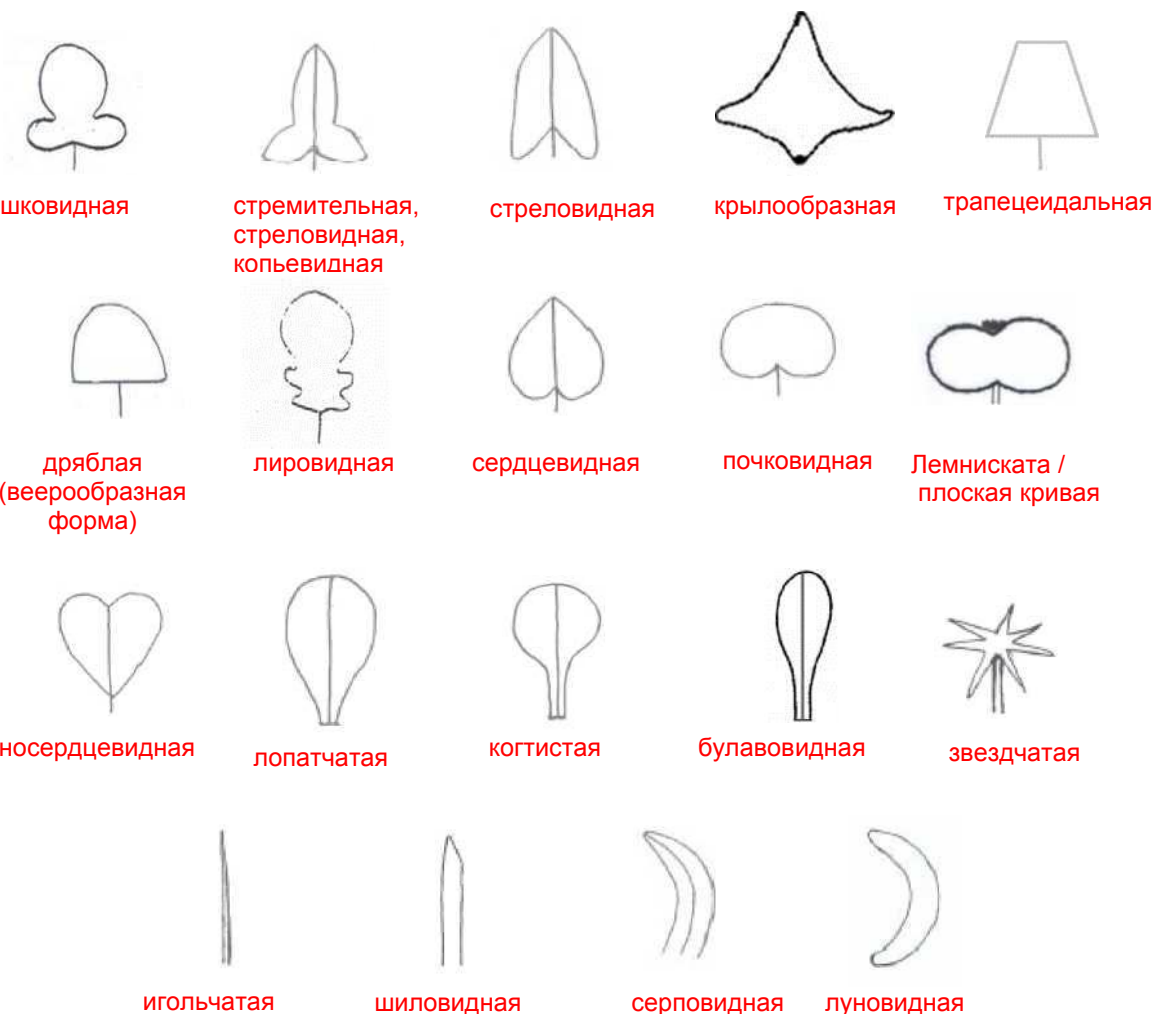 шковидная
стремительная,
стреловидная,
копьевидная
стреловидная
крылообразная
трапецеидальная
дряблая
(веерообразная
форма)
лировидная
сердцевидная
почковидная
Лемниската /
плоская кривая
носердцевидная
лопатчатая
когтистая
булавовидная
звездчатая
игольчатая
шиловидная
серповидная
луновидная